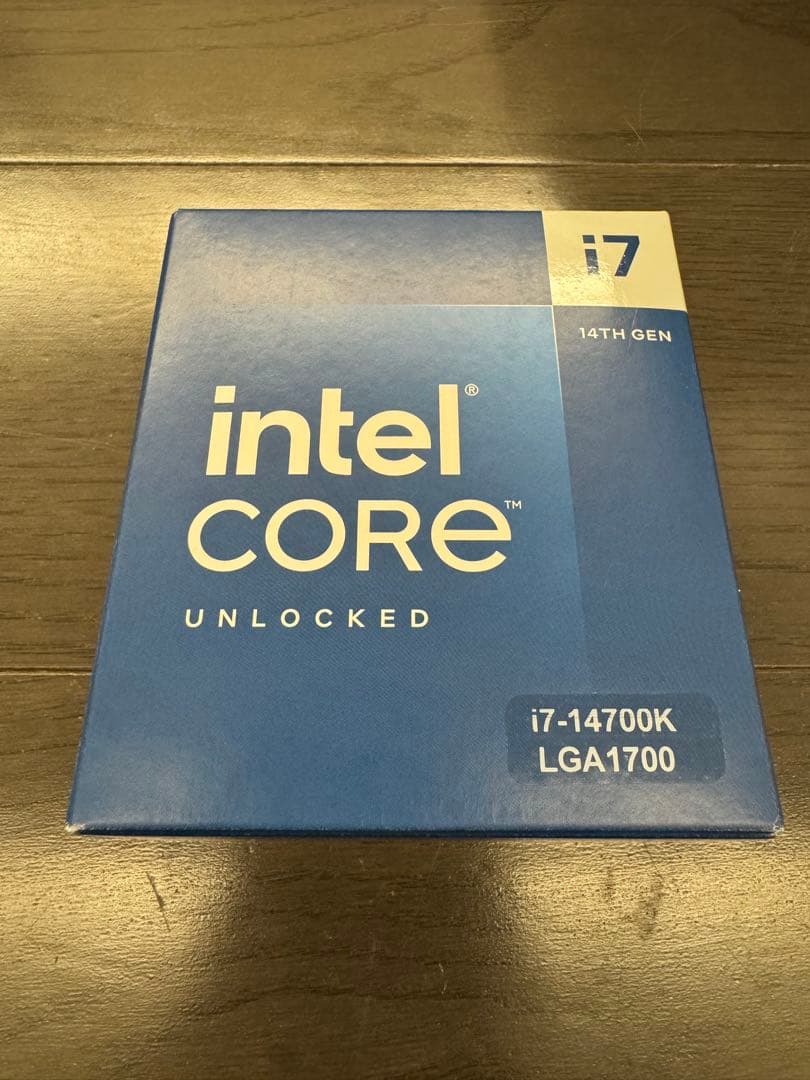 i7
14TH GEN
intel®
CORE™
UNLOCKED
i7-14700K
LGA1700